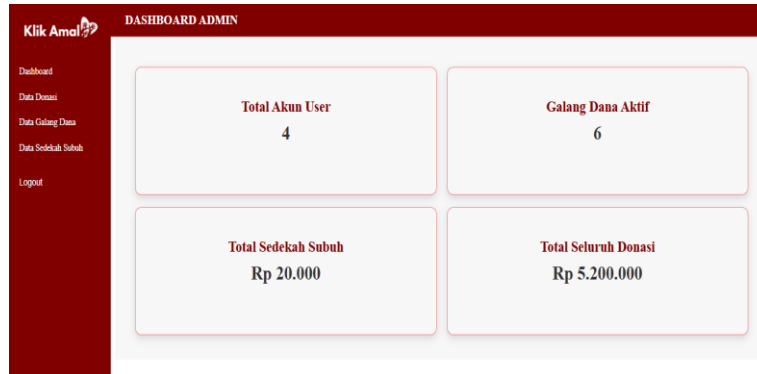 Klik Amal
DASHBOARD ADMIN
Dashboard
Data Donasi
Data Galang Dana
Data Sedekah Subuh
Logout
Total Akun User
4
Galang Dana Aktif
6
Total Sedekah Subuh
Rp 20.000
Total Seluruh Donasi
Rp 5.200.000